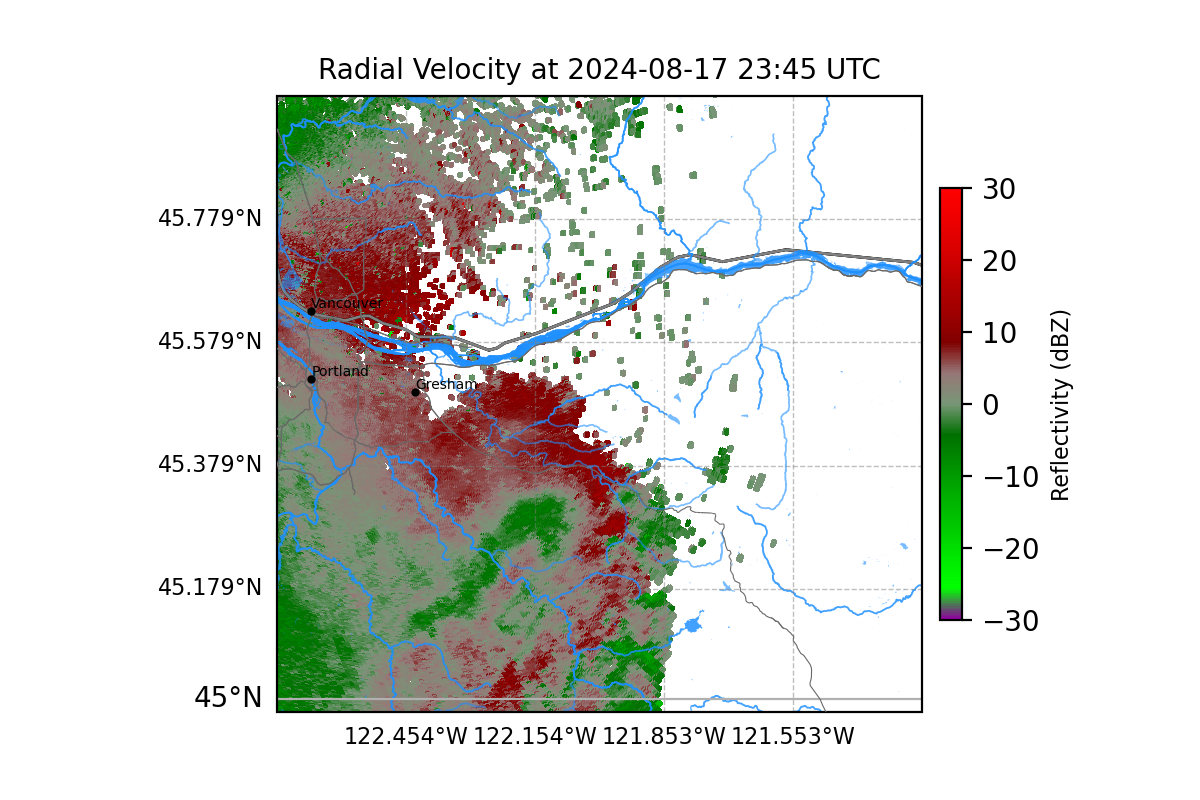 Radial Velocity at 2024-08-17 23:45 UTC
45.779°N
45.579°N
45.379°N
45.179°N
45°N
122.454°W
122.154°W
121.853°W
121.553°W
Vancouver
Portland
Gresham
30
20
10
0
−10
−20
−30
Reflectivity (dBZ)